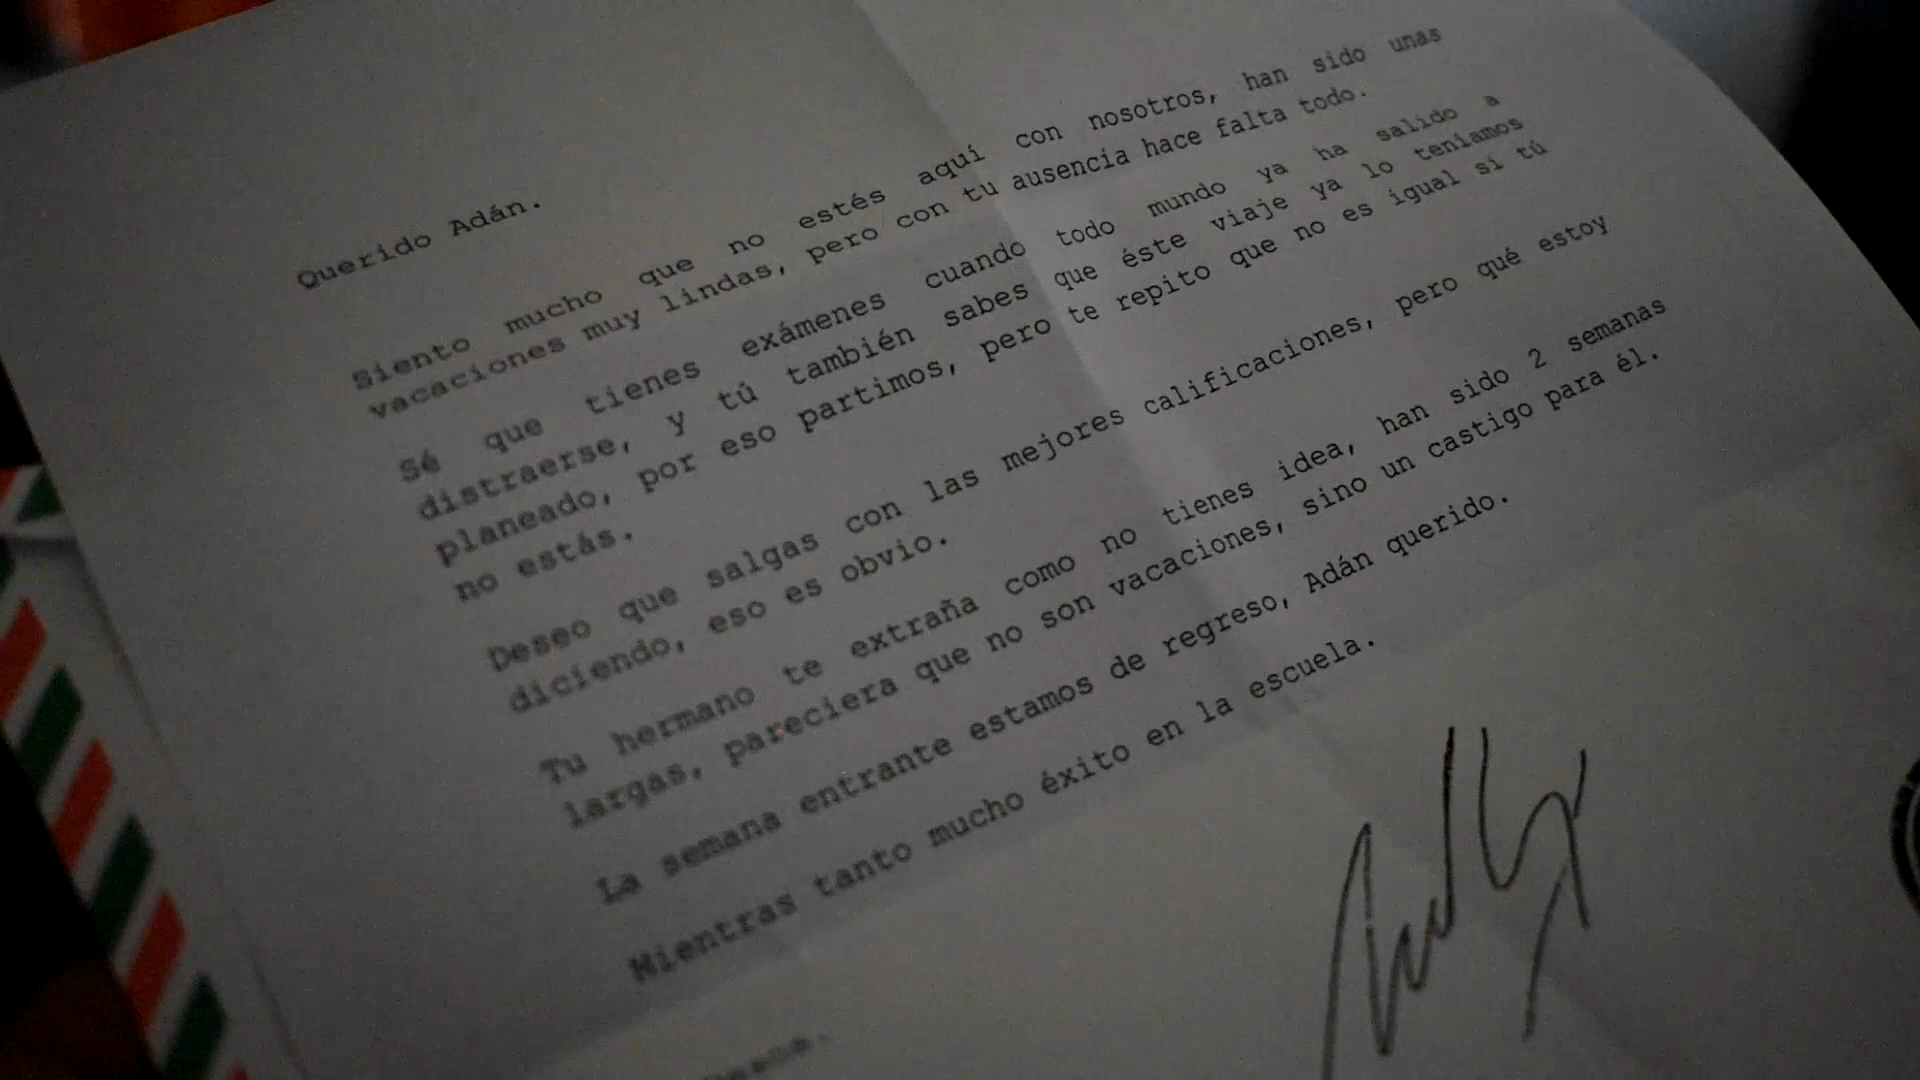 Querido Adán.
Siento mucho que no estés aquí con nosotros, han sido unas
vacaciones muy lindas, pero con tu ausencia hace falta todo.
Sé que tienes exámenes cuando todo mundo ya ha salido a
distraerse, y tú también sabes que éste viaje ya lo teníamos
planeado, por eso partimos, pero te repito que no es igual si tú
no estás.
Deseo que salgas con las mejores calificaciones, pero qué estoy
diciendo, eso es obvio.
Tu hermano te extraña como no tienes idea, han sido 2 semanas
largas, pareciera que no son vacaciones, sino un castigo para él.
La semana entrante estamos de regreso, Adán querido.
Mientras tanto mucho éxito en la escuela.